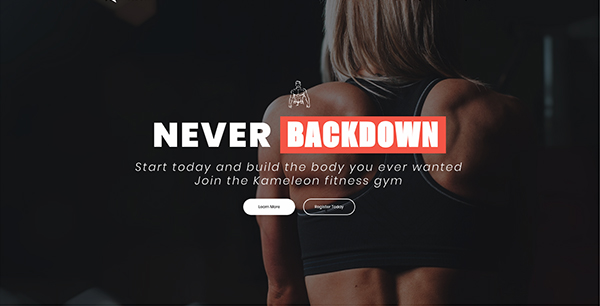 NEVER BACKDOWN
Start today and build the body you ever wanted
Join the Kameleon fitness gym
Learn More
Register Today